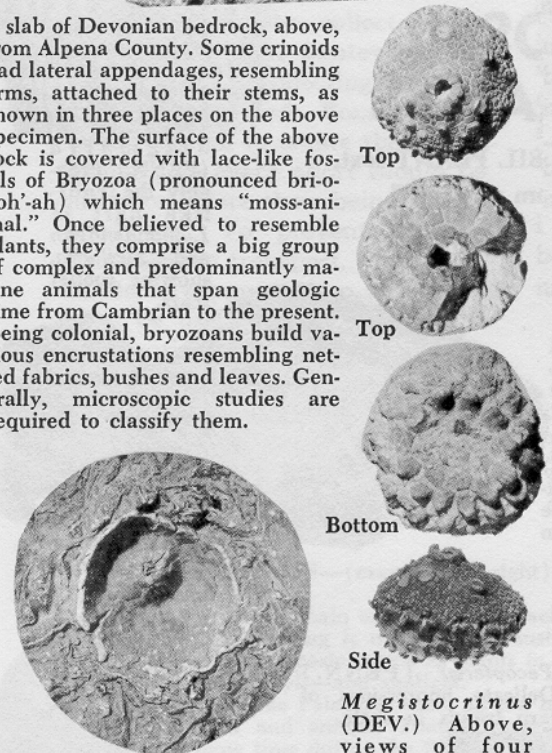 slab of Devonian bedrock, above,
rom Alpena County. Some crinoids
ad lateral appendages, resembling
rms, attached to their stems, as
hown in three places on the above
pecimen. The surface of the above
ock is covered with lace-like fos-
ls of Bryozoa (pronounced bri-o-
oh'-ah) which means “moss-ani-
nal.” Once believed to resemble
lants, they comprise a big group
f complex and predominantly ma-
ne animals that span geologic
me from Cambrian to the present.
eing colonial, bryozoans build va-
ious encrustations resembling net-
ed fabrics, bushes and leaves. Gen-
rally, microscopic studies are
equired to classify them.
Top
Top
Bottom
Side
Megistocrinus
(DEV.) Above,
views of four